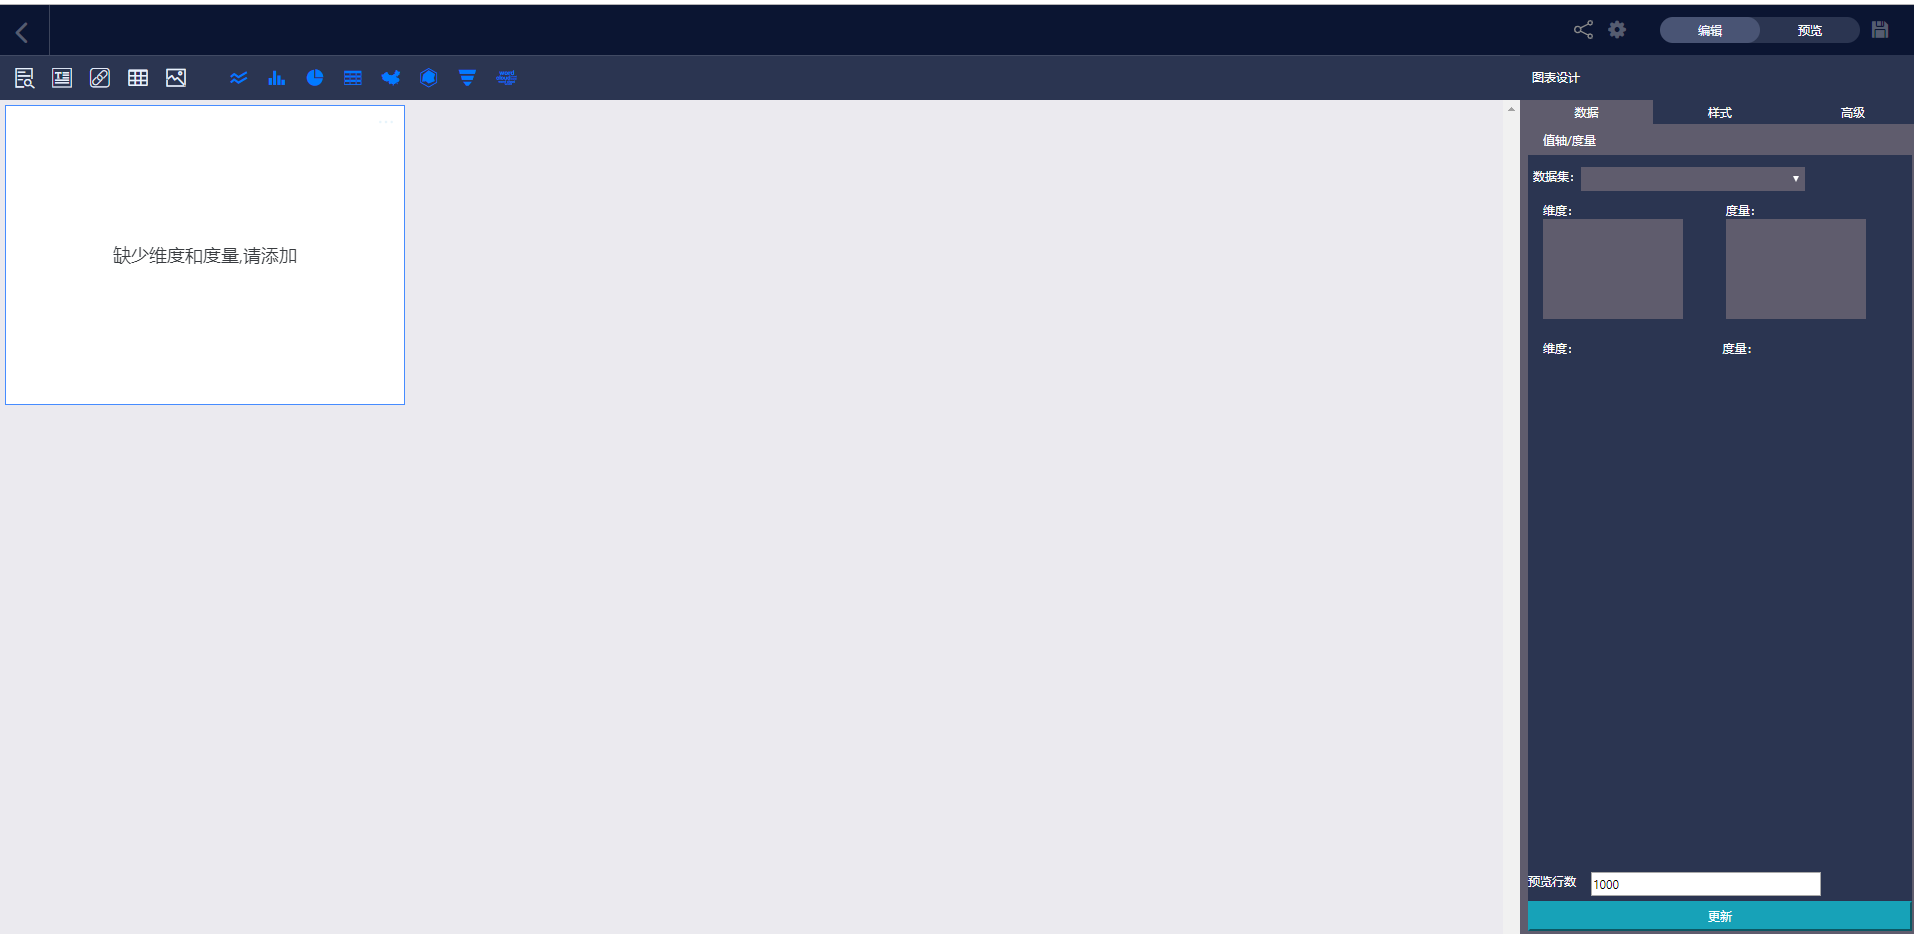 编辑
预览
图表设计
数据
样式
高级
值轴/度量
数据集：
维度：
度量：
缺少维度和度量,请添加
维度：
度量：
预览行数
1000
更新